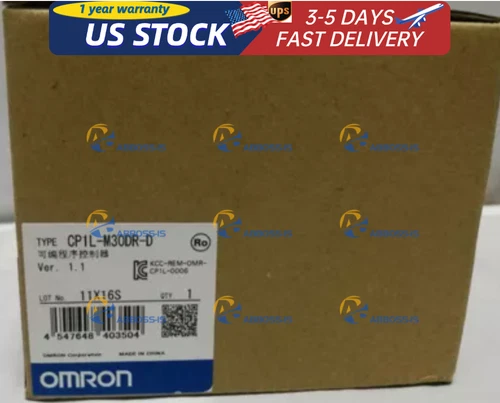 1 year warranty
US STOCK
ups
3-5 DAYS
FAST DELIVERY
TYPE CP1L-M30DR-D
可编程序控制器
Ver. 1.1
Ro
KCC-REM-OMR-
CP1L-0006
LOT No. 11X16S QTY 1
4 547648 403504
OMRON Corporation MADE IN CHINA
OMRON